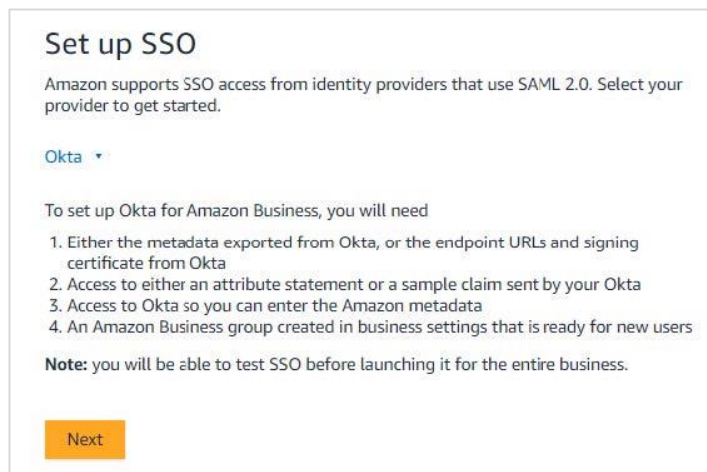 Set up SSO
Amazon supports SSO access from identity providers that use SAML 2.0. Select your
provider to get started.
Okta
To set up Okta for Amazon Business, you will need
1. Either the metadata exported from Okta, or the endpoint URLs and signing
certificate from Okta
2. Access to either an attribute statement or a sample claim sent by your Okta
3. Access to Okta so you can enter the Amazon metadata
4. An Amazon Business group created in business settings that is ready for new users
Note: you will be able to test SSO before launching it for the entire business.
Next